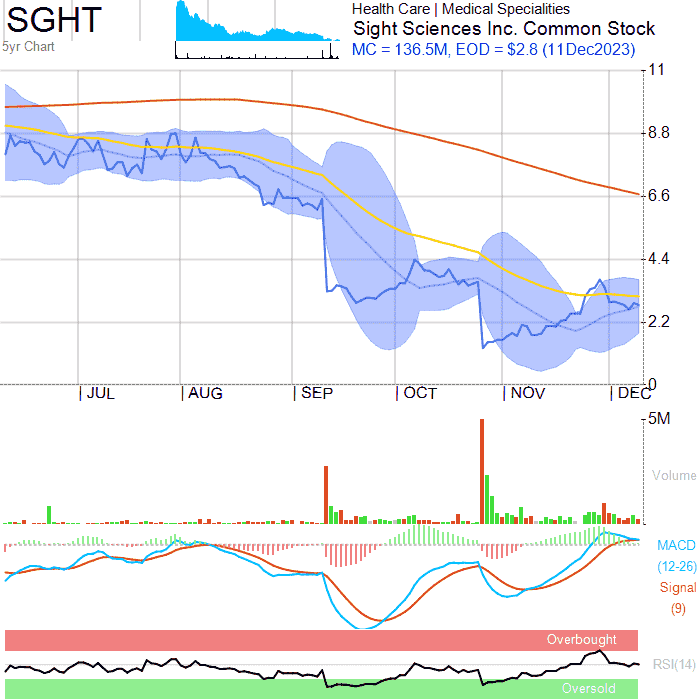 SGHT
5yr Chart
Health Care | Medical Specialities
Sight Sciences Inc. Common Stock
MC = 136.5M, EOD = $2.8 (11Dec2023)
11
8.8
6.6
4.4
2.2
0
JUL AUG SEP OCT NOV DEC
5M
Volume
MACD
(12-26)
Signal
(9)
Overbought
RSI(14)
Oversold